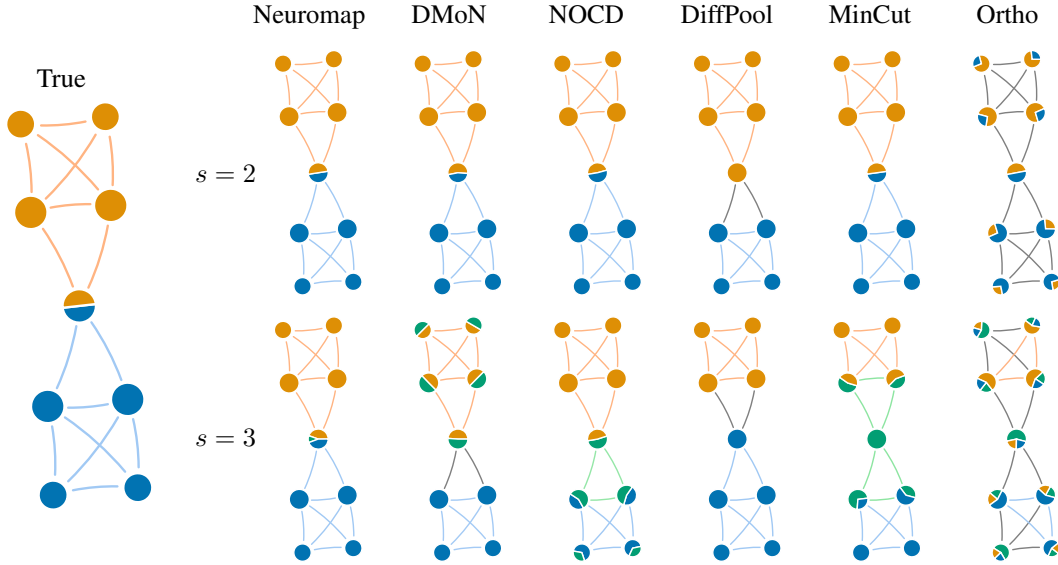 Neuromap DMoN NOCD DiffPool MinCut Ortho
True
s = 2
s = 3